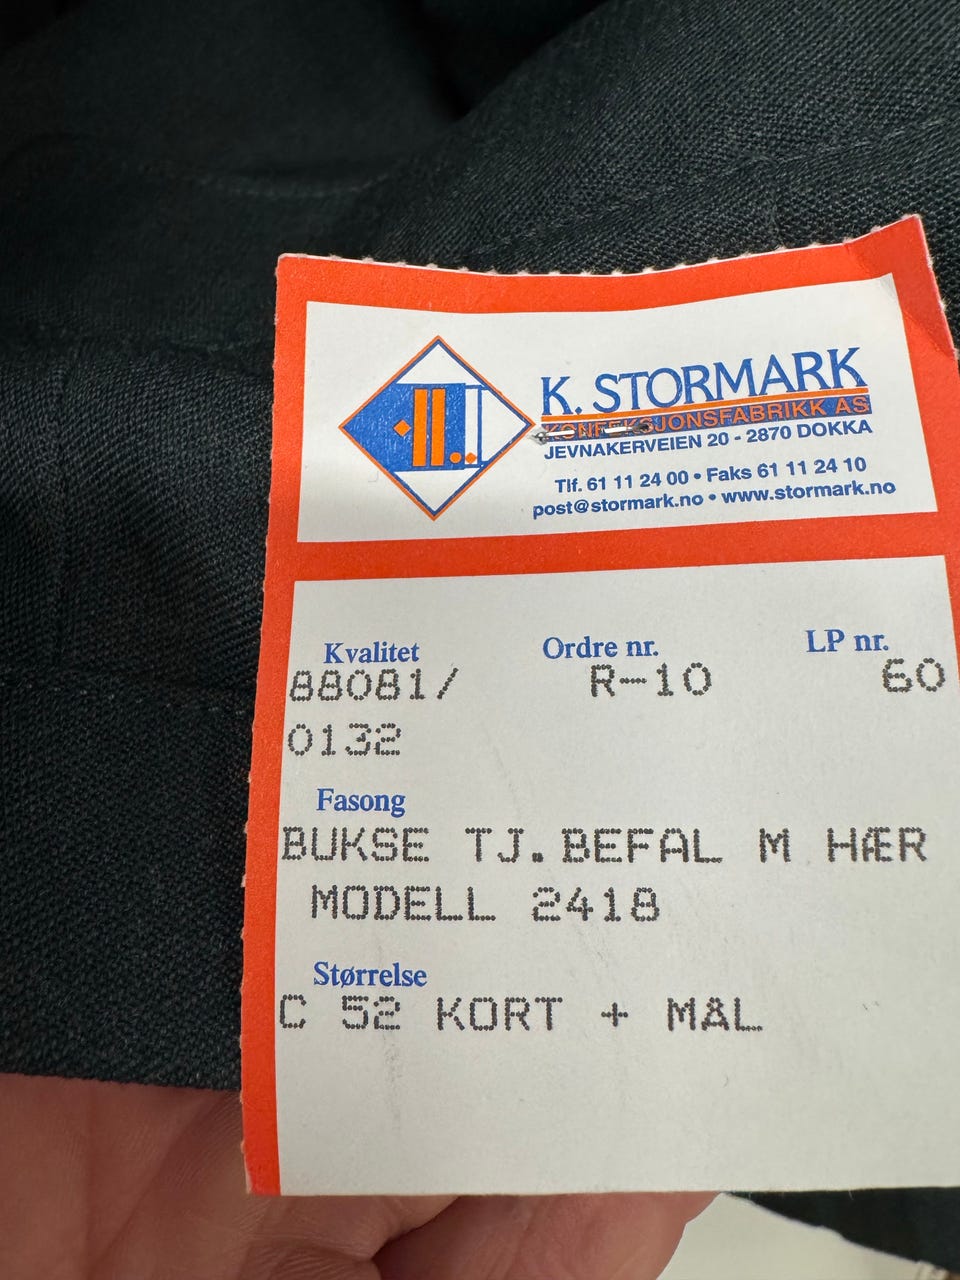 K. STORMARK
KONFEKSJONSFABRIKK AS
JEVNAKERVEIEN 20 - 2870 DOKKA
Tlf. 61 11 24 00 • Faks 61 11 24 10
post@stormark.no • www.stormark.no
Kvalitet Ordre nr. LP nr.
88081/ R-10 60
0132
Fasong
BUKSE TJ.BEFAL M HÆR
MODELL 2418
Størrelse
C 52 KORT + MÅL